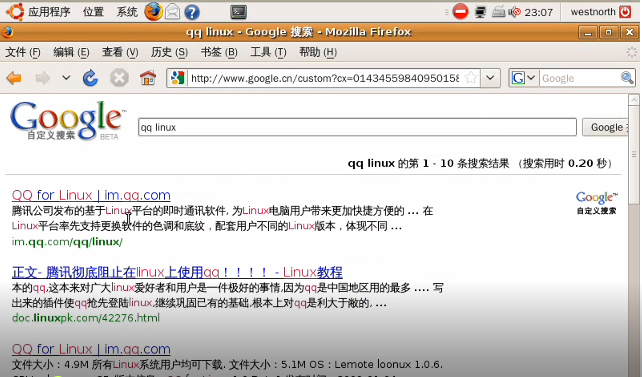 应用程序 位置 系统 23:07 westnorth
qq linux - Google 搜索 - Mozilla Firefox
文件 (F) 编辑 (E) 查看 (V) 历史 (S) 书签 (B) 工具 (T) 帮助 (H)
http://www.google.cn/custom?cx=01434559840950158 Google
Google 自定义搜索 BETA
qq linux Google
qq linux 的第 1 - 10 条搜索结果 （搜索用时 0.20 秒）
QQ for Linux | im.qq.com
腾讯公司发布的基于Linux平台的即时通讯软件, 为Linux电脑用户带来更加快捷方便的 ... 在
Linux平台率先支持更换软件的色调和底纹，配套用户不同的Linux版本，体现不同 ...
im.qq.com/qq/linux/
Google
自定义搜索
正文- 腾讯彻底阻止在linux上使用qq！！！！ - Linux教程
本的qq,这本来对广大linux爱好者和用户是一件极好的事情,因为qq是中国地区用的最多 .... 写
出来的插件使qq抢先登陆linux,继续巩固已有的基础,根本上对qq是利大于敝的, ...
doc.linuxpk.com/42276.html
QQ for Linux | im.qq.com
文件大小：4.9M 所有Linux系统用户均可下载. 文件大小：5.1M OS：Lemote loonux 1.0.6.